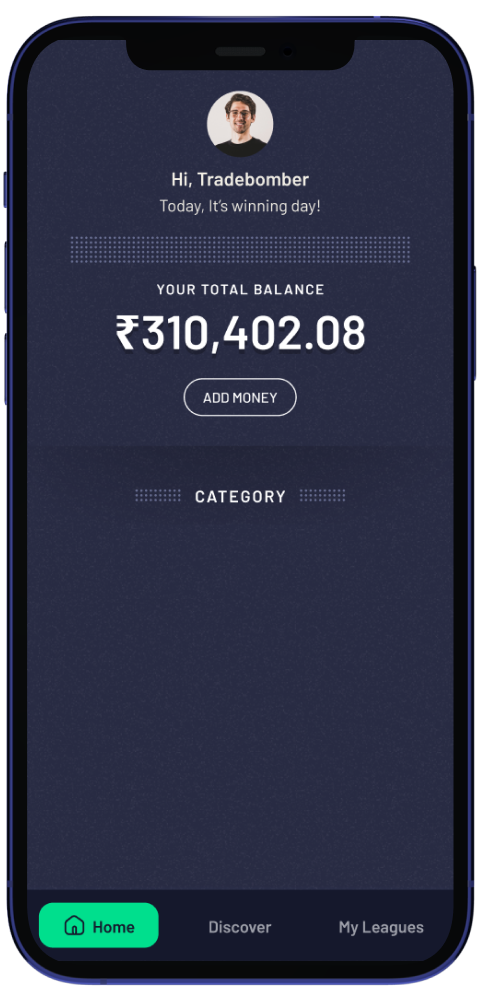 Hi, Tradebomber
Today, It's winning day!
YOUR TOTAL BALANCE
₹310,402.08
ADD MONEY
CATEGORY
Home
Discover
My Leagues